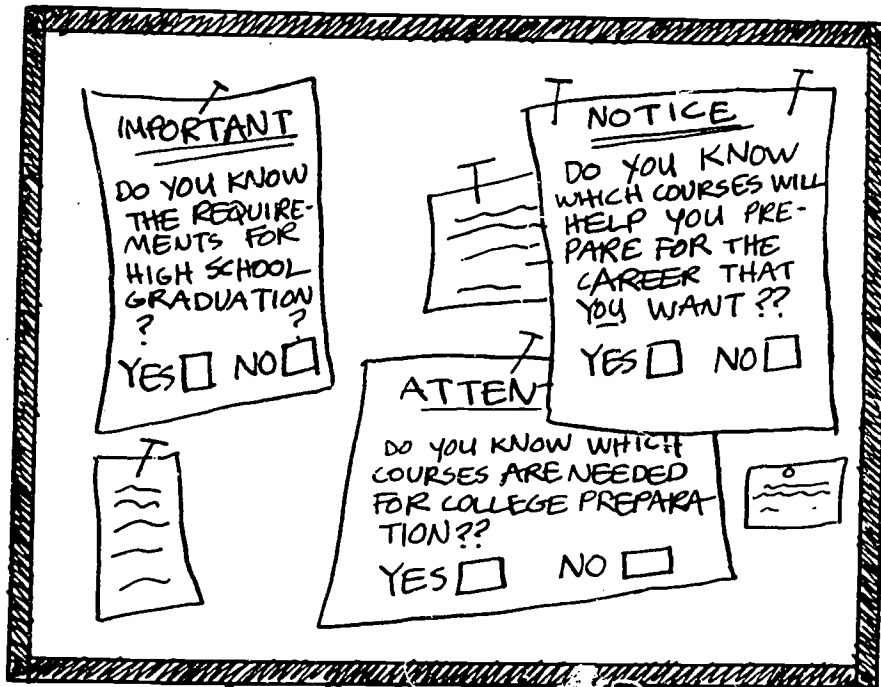 IMPORTANT
DO YOU KNOW
THE REQUIRE-
MENTS FOR
HIGH SCHOOL
GRADUATION
? ?
YES NO
NOTICE
DO YOU KNOW
WHICH COURSES WILL
HELP YOU PRE-
PARE FOR THE
CAREER THAT
YOU WANT ??
YES NO
ATTEN
DO YOU KNOW WHICH
COURSES ARE NEEDED
FOR COLLEGE PREPARA-
TION??
YES NO